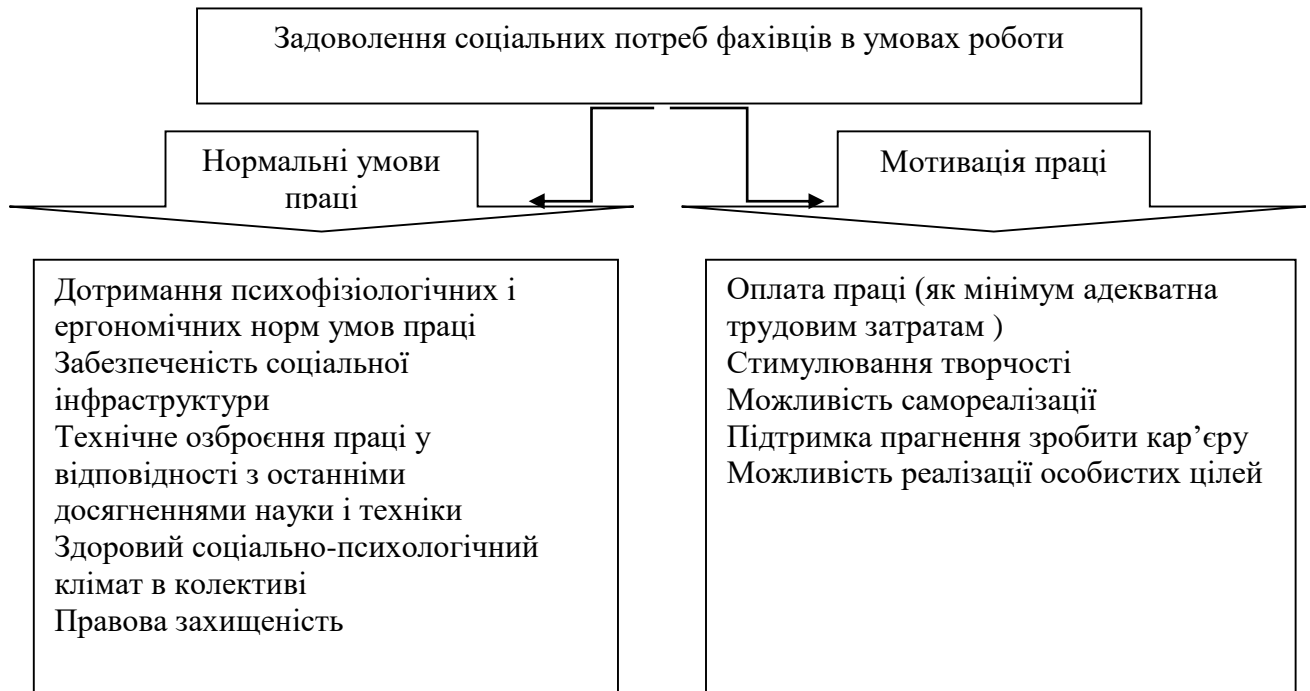 Задоволення соціальних потреб фахівців в умовах роботи
Нормальні умови
праці
Мотивація праці
Дотримання психофізіологічних і
ергономічних норм умов праці
Забезпеченість соціальної
інфраструктури
Технічне озброєння праці у
відповідності з останніми
досягненнями науки і техніки
Здоровий соціально-психологічний
клімат в колективі
Правова захищеність
Оплата праці (як мінімум адекватна
трудовим затратам )
Стимулювання творчості
Можливість самореалізації
Підтримка прагнення зробити кар’єру
Можливість реалізації особистих цілей